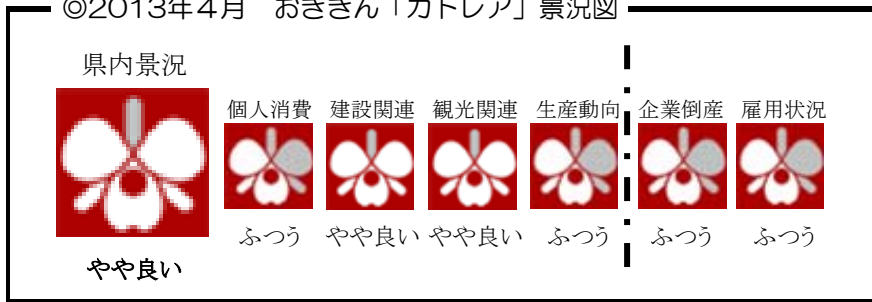 ◎2013年4月 おきぎん「カトレア」景況図
県内景況
個人消費 建設関連 観光関連 生産動向 企業倒産 雇用状況
ふつう やや良い やや良い ふつう ふつう ふつう
やや良い